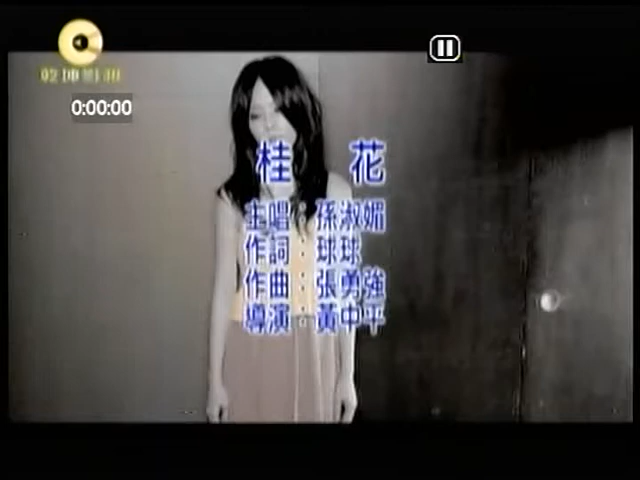 0:00:00
桂 花
主唱：孫淑媚
作詞：球球
作曲：張勇強
導演：黃中平